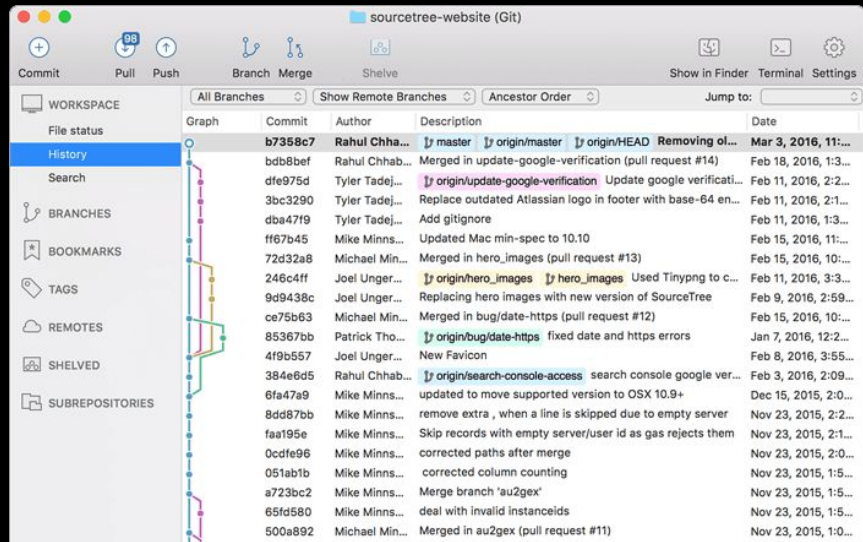 sourcetree-website (Git)
98
Commit Pull Push Branch Merge Shelve Show in Finder Terminal Settings
All Branches Show Remote Branches Ancestor Order Jump to:
WORKSPACE
File status
History
Search
BRANCHES
BOOKMARKS
TAGS
REMOTES
SHELVED
SUBREPOSITORIES
Graph Commit Author Description Date
b7358c7 Rahul Chha... master origin/master origin/HEAD Removing ol... Mar 3, 2016, 11:...
bdb8bef Rahul Chhab... Merged in update-google-verification (pull request #14) Feb 18, 2016, 1:3...
dfe975d Tyler Tadej... origin/update-google-verification Update google verificati... Feb 11, 2016, 2:2...
3bc3290 Tyler Tadej... Replace outdated Atlassian logo in footer with base-64 en... Feb 11, 2016, 2:1...
dba47f9 Tyler Tadej... Add gitignore Feb 11, 2016, 1:3...
ff67b45 Mike Minns... Updated Mac min-spec to 10.10 Feb 15, 2016, 11:...
72d32a8 Michael Min... Merged in hero_images (pull request #13) Feb 15, 2016, 10:...
246c4ff Joel Unger... origin/hero_images hero_images Used Tinypng to c... Feb 11, 2016, 3:3...
9d9438c Joel Unger... Replacing hero images with new version of SourceTree Feb 9, 2016, 2:59...
ce75b63 Michael Min... Merged in bug/date-https (pull request #12) Feb 15, 2016, 10:...
85367bb Patrick Tho... origin/bug/date-https fixed date and https errors Jan 7, 2016, 12:2...
4f9b557 Joel Unger... New Favicon Feb 8, 2016, 3:55...
384e6d5 Rahul Chhab... origin/search-console-access search console google ver... Feb 3, 2016, 2:09...
6fa47a9 Mike Minns... updated to move supported version to OSX 10.9+ Dec 15, 2015, 2:0...
8dd87bb Mike Minns... remove extra , when a line is skipped due to empty server Nov 23, 2015, 2:2...
faa195e Mike Minns... Skip records with empty server/user id as gas rejects them Nov 23, 2015, 2:1...
0cdfe96 Mike Minns... corrected paths after merge Nov 23, 2015, 2:0...
051ab1b Mike Minns... corrected column counting Nov 23, 2015, 1:5...
a723bc2 Mike Minns... Merge branch 'au2gex' Nov 23, 2015, 1:5...
65fd580 Mike Minns... deal with invalid instanceids Nov 23, 2015, 1:5...
500a892 Michael Min... Merged in au2gex (pull request #11) Nov 23, 2015, 1:0...